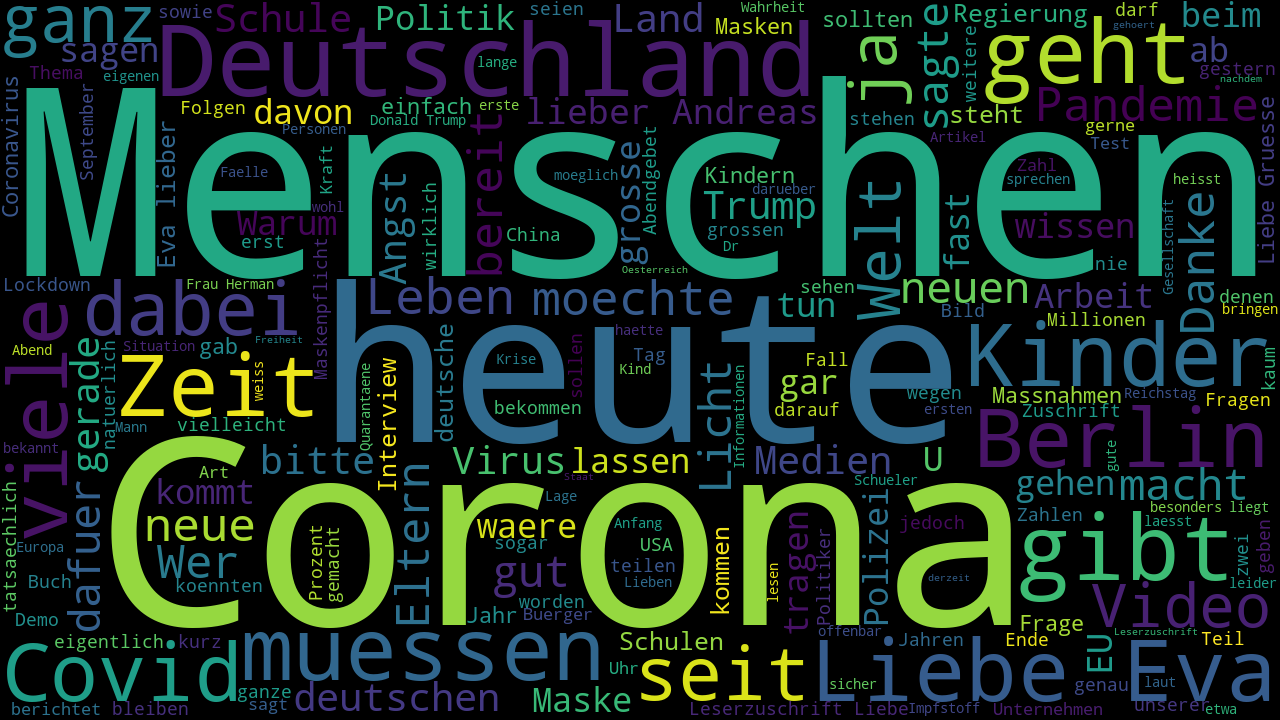 ganz
sowie
Schule
Politik
seien
Land
Wahrheit
Masken
sollten
Regierung
darf
gehoert
beim
sagen
Deutschland
ja
sagte
geht
ab
Thema
eigenen
lange
weitere
gestern
nachdem
Coronavirus
September
Folgen
davon
einfach
erste
Donald Trump
lieber Andreas
stehen
steht
Pandemie
Personen
bereit
Artikel
gerne
Test
Liebe Gruesse
Menschen
Eva lieber
Faelle
Kraft
Angst
Abendgebet
grosse
moeglich
Kindern
darueber
Zahl
sprechen
heisst
Warum
wohl
wirklich
Trump
Welt
fast
wissen
Gesellschaft
Danke
erst
China
grossen
Dr
Oesterreich
nie
Lockdown
Frau Herman
Maskenpflicht
Leben
moechte
sehen
tun
neuen
Arbeit
denen
bringen
viele
dabei
heute
haette
Bild
Millionen
Kinder
Abend
Situation
gab
Freiheit
deutsche
Krise
Tag
Kind
sollen
Fall
kaum
gerade
natuerlich
Zeit
weiss
Interview
Quarantaene
Licht
Informationen
gar
wegen
Massnahmen
Reichstag
Fragen
bekommen
darauf
ersten
Zuschrift
Mann
vielleicht
bekannt
Corona
bitte
Virus
lassen
Medien
U
Berlin
gute
Art
Staat
Schueler
gehen
macht
tatsaechlich
dafuer
kommt
Eltern
Lage
Polizei
Zahlen
besonders
liegt
neue
waere
Anfang
jedoch
gibt
laesst
zwei
geben
Europa
Wer
Prozent
gemacht
sogar
USA
kommen
lesen
tragen
Politiker
Buch
koennten
gut
teilen
Lieben
derzeit
leider
Demo
Jahr
worden
Buerger
offenbar
Frage
Video
eigentlich
kurz
muessen
Schulen
Jahren
Ende
EU
Leserzuschrift
Teil
Covid
Uhr
seit
Liebe
genau
Eva
laut
ganze
sicher
berichtet
bleiben
sagt
deutschen
Maske
Leserzuschrift Liebe
Impfstoff
Unternehmen
unserer
etwa